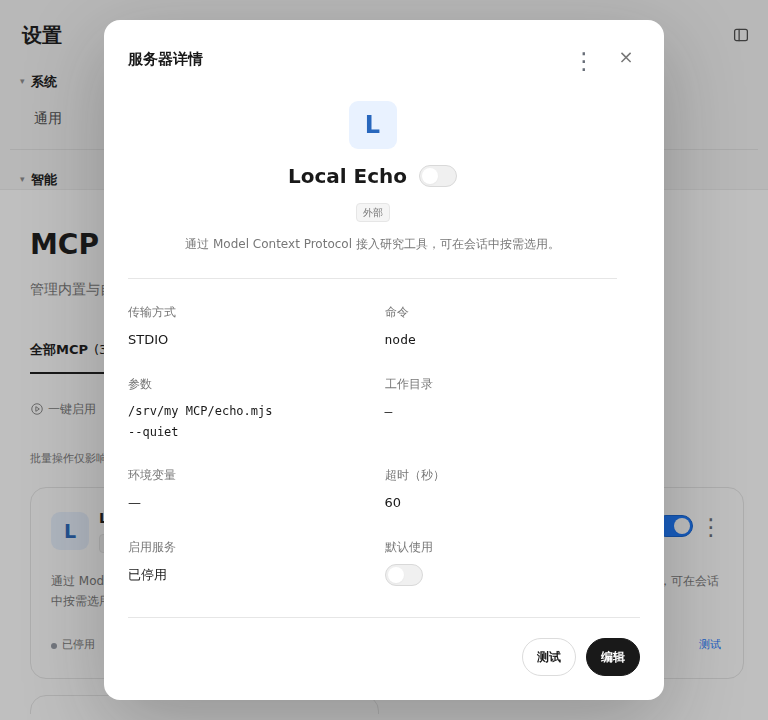 设置
系统
通用
智能
MCP
管理内置与
全部MCP (3
一键启用
批量操作仅影响
L
L
通过 Mod
中按需选用
已停用
，可在会话
测试
服务器详情
L
Local Echo
外部
通过 Model Context Protocol 接入研究工具，可在会话中按需选用。
传输方式
STDIO
命令
node
参数
/srv/my MCP/echo.mjs
--quiet
工作目录
—
环境变量
—
超时（秒）
60
启用服务
已停用
默认使用
测试
编辑